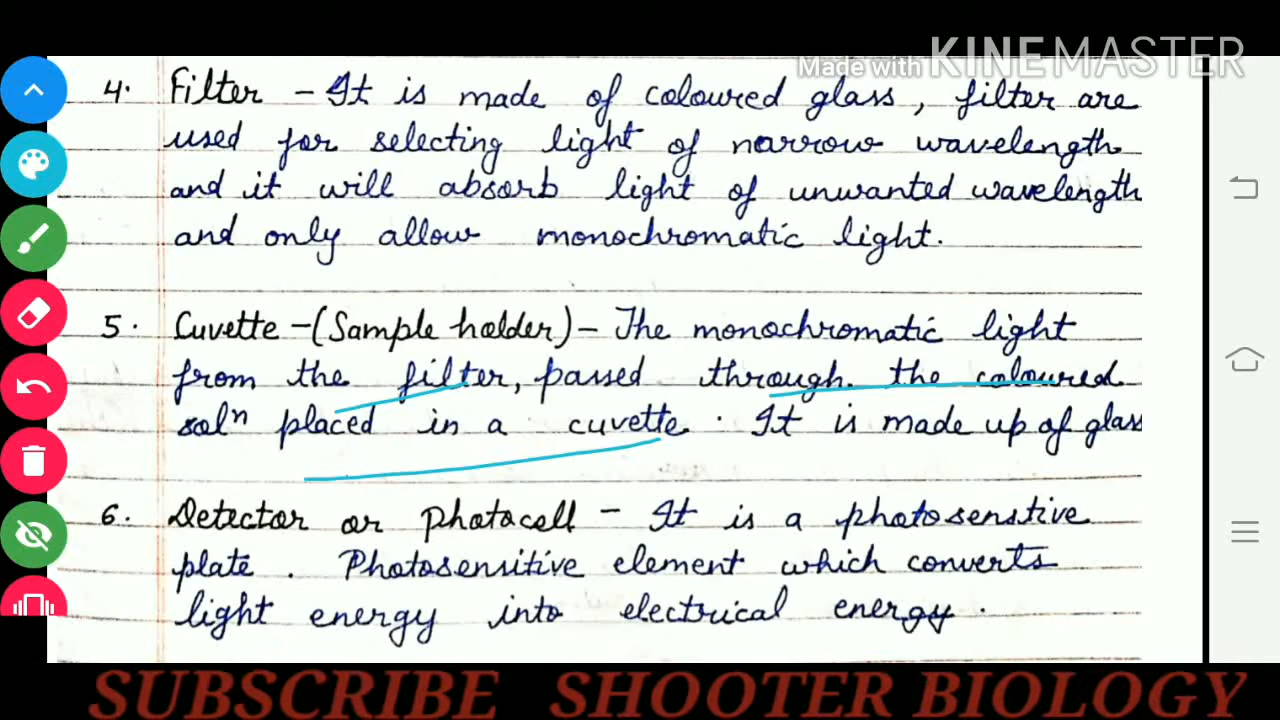 Made with KINEMASTER
4. Filter - It is made of coloured glass, filter are
used for selecting light of narrow wavelength
and it will absorb light of unwanted wavelength
and only allow monochromatic light.
5. Cuvette - (Sample holder) - The monochromatic light
from the filter, passed through the coloured
solⁿ placed in a cuvette. It is made up of glass
6. Detector or Photocell - It is a photosenstive
plate. Photosensitive element which converts
light energy into electrical energy.
SUBSCRIBE SHOOTER BIOLOGY